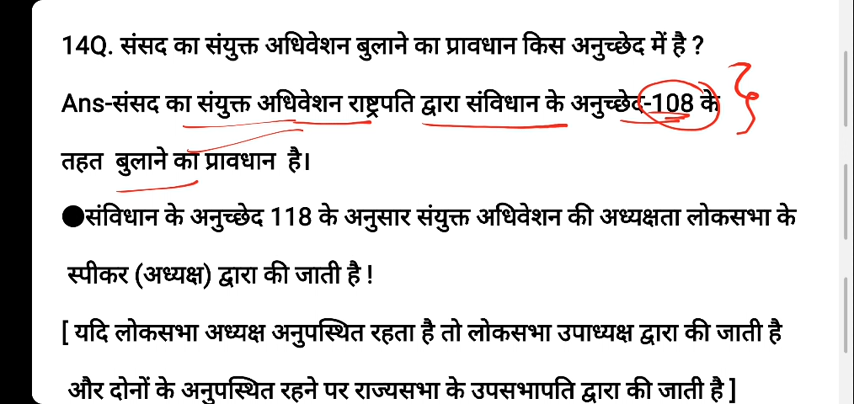 14Q. संसद का संयुक्त अधिवेशन बुलाने का प्रावधान किस अनुच्छेद में है ?
Ans-संसद का संयुक्त अधिवेशन राष्ट्रपति द्वारा संविधान के अनुच्छेद-108 के
तहत बुलाने का प्रावधान है।
●संविधान के अनुच्छेद 118 के अनुसार संयुक्त अधिवेशन की अध्यक्षता लोकसभा के
स्पीकर (अध्यक्ष) द्वारा की जाती है !
[ यदि लोकसभा अध्यक्ष अनुपस्थित रहता है तो लोकसभा उपाध्यक्ष द्वारा की जाती है
और दोनों के अनुपस्थित रहने पर राज्यसभा के उपसभापति द्वारा की जाती है ]